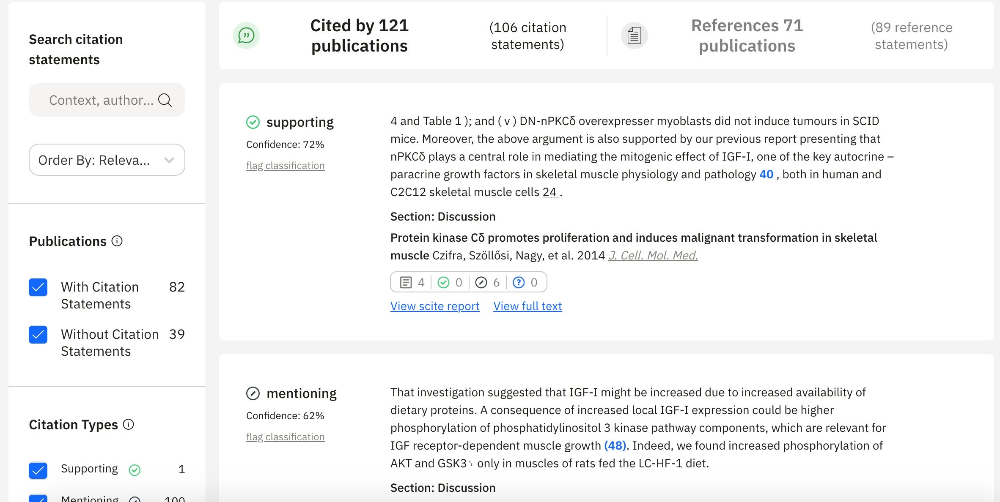 Search citation
statements
Context, author...
Order By: Releva...
Publications
With Citation 82
Statements
Without Citation 39
Statements
Citation Types
Supporting 1
Mentioning 100
Cited by 121
publications
(106 citation
statements)
References 71
publications
(89 reference
statements)
supporting
Confidence: 72%
flag classification
4 and Table 1 ); and ( v ) DN-nPKCδ overexpresser myoblasts did not induce tumours in SCID
mice. Moreover, the above argument is also supported by our previous report presenting that
nPKCδ plays a central role in mediating the mitogenic effect of IGF-I, one of the key autocrine –
paracrine growth factors in skeletal muscle physiology and pathology 40 , both in human and
C2C12 skeletal muscle cells 24 .
Section: Discussion
Protein kinase Cδ promotes proliferation and induces malignant transformation in skeletal
muscle Czifra, Szöllősi, Nagy, et al. 2014 J. Cell. Mol. Med.
4 0 6 0
View scite report View full text
mentioning
Confidence: 62%
flag classification
That investigation suggested that IGF-I might be increased due to increased availability of
dietary proteins. A consequence of increased local IGF-I expression could be higher
phosphorylation of phosphatidylinositol 3 kinase pathway components, which are relevant for
IGF receptor-dependent muscle growth (48). Indeed, we found increased phosphorylation of
AKT and GSK3 only in muscles of rats fed the LC-HF-1 diet.
Section: Discussion